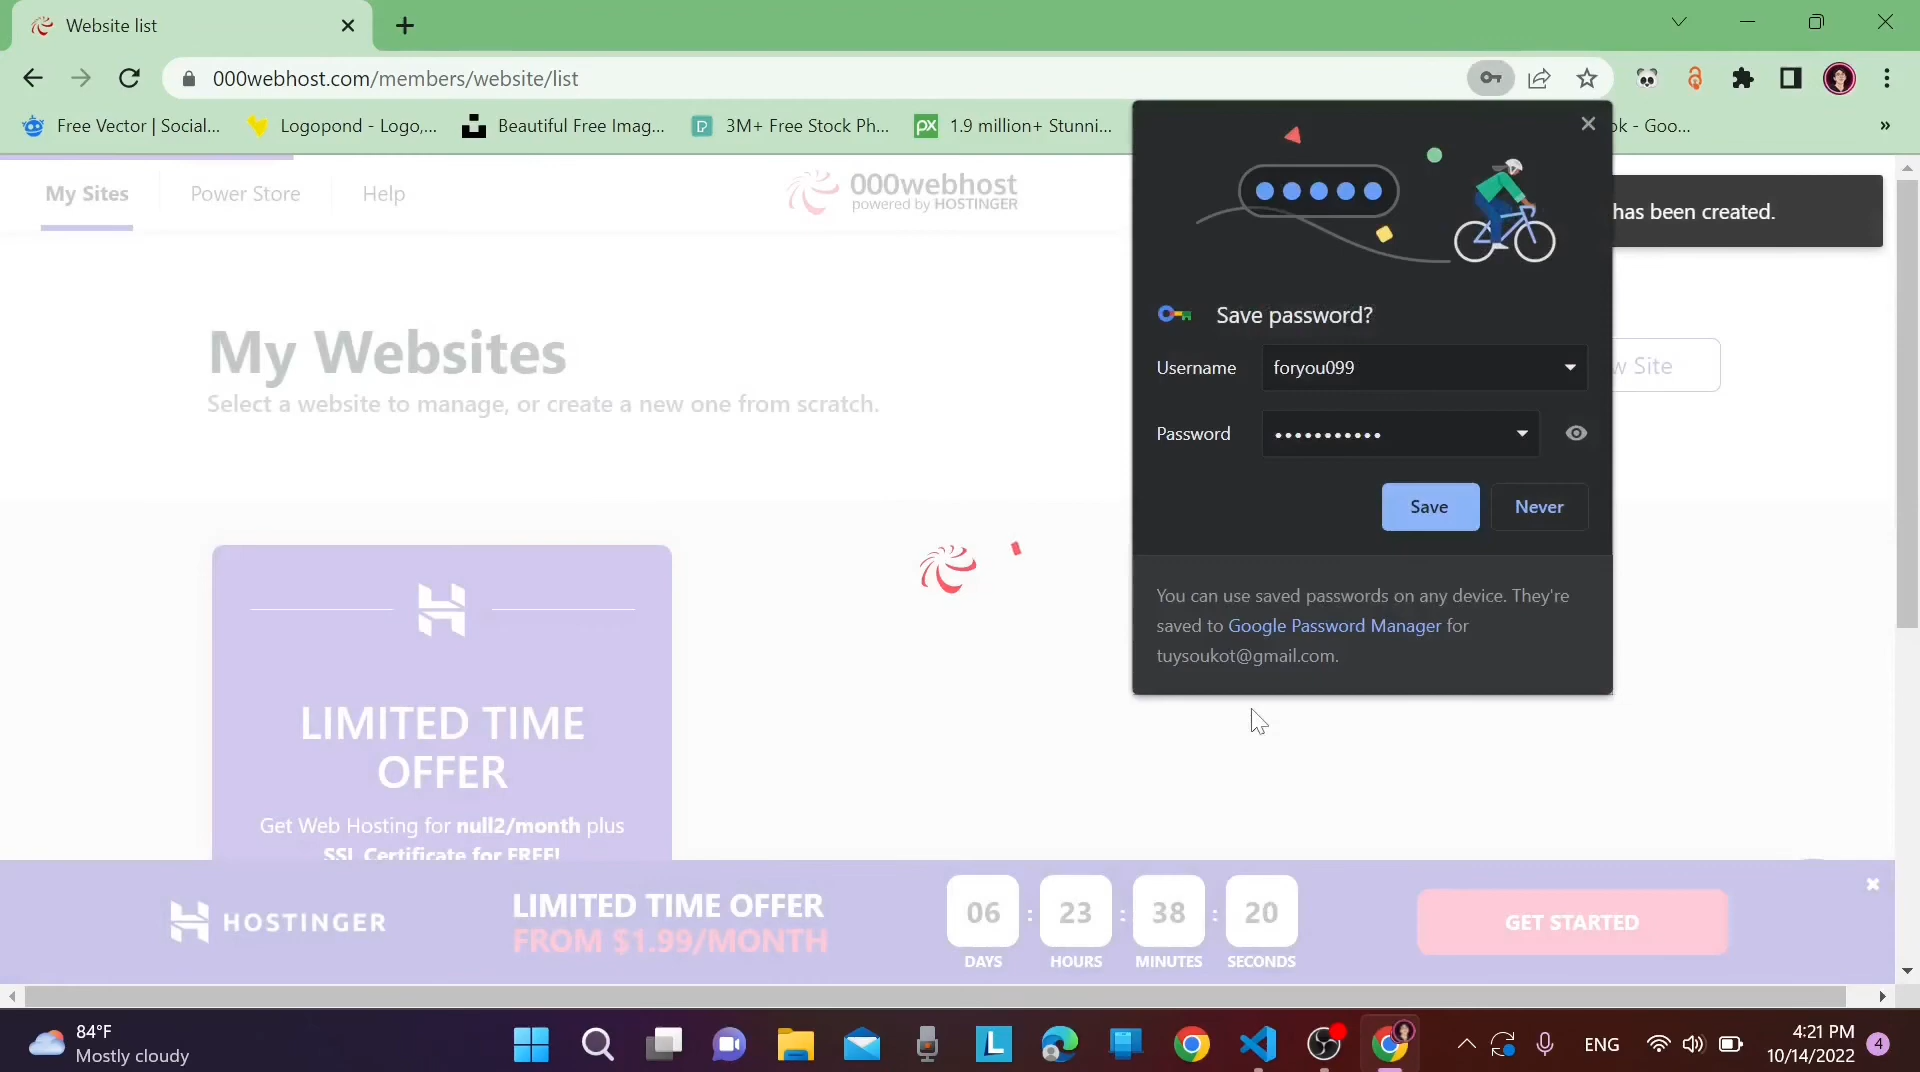 Website list
000webhost.com/members/website/list
Free Vector | Social...
Logopond - Logo,...
Beautiful Free Imag...
3M+ Free Stock Ph...
1.9 million+ Stunni...
ok - Goo...
»
My Sites
Power Store
Help
000webhost
powered by HOSTINGER
has been created.
Save password?
Username
foryou099
Password
•••••••••••
Save
Never
You can use saved passwords on any device. They're
saved to Google Password Manager for
tuysoukot@gmail.com.
My Websites
Select a website to manage, or create a new one from scratch.
w Site
LIMITED TIME
OFFER
Get Web Hosting for null2/month plus
SSL Certificate for FREE!
HOSTINGER
LIMITED TIME OFFER
FROM $1.99/MONTH
06 : 23 : 38 : 20
DAYS HOURS MINUTES SECONDS
GET STARTED
84°F
Mostly cloudy
L
ENG
4:21 PM
10/14/2022
4